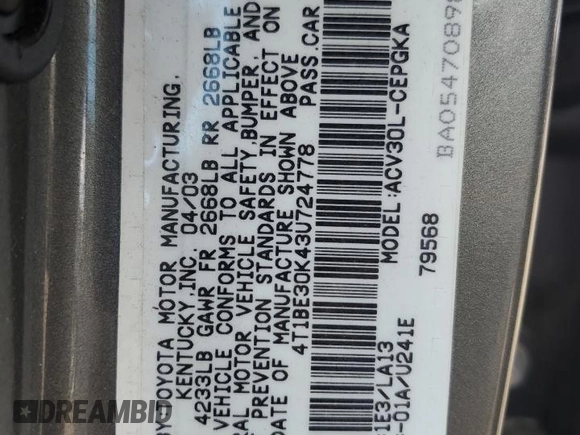 BY TOYOTA MOTOR MANUFACTURING,
KENTUCKY, INC. 04/03
4233LB GAWR FR 2668LB RR 2668LB
VEHICLE CONFORMS TO ALL APPLICABLE
RAL MOTOR VEHICLE SAFETY, BUMPER, AND
PREVENTION STANDARDS IN EFFECT ON
DATE OF MANUFACTURE SHOWN ABOVE
4T1BE30K43U724778 PASS.CAR
MODEL:ACV30L-CEPGKA
79568 BA05470898
1E3/LA13
-01A/U241E
DREAMBID